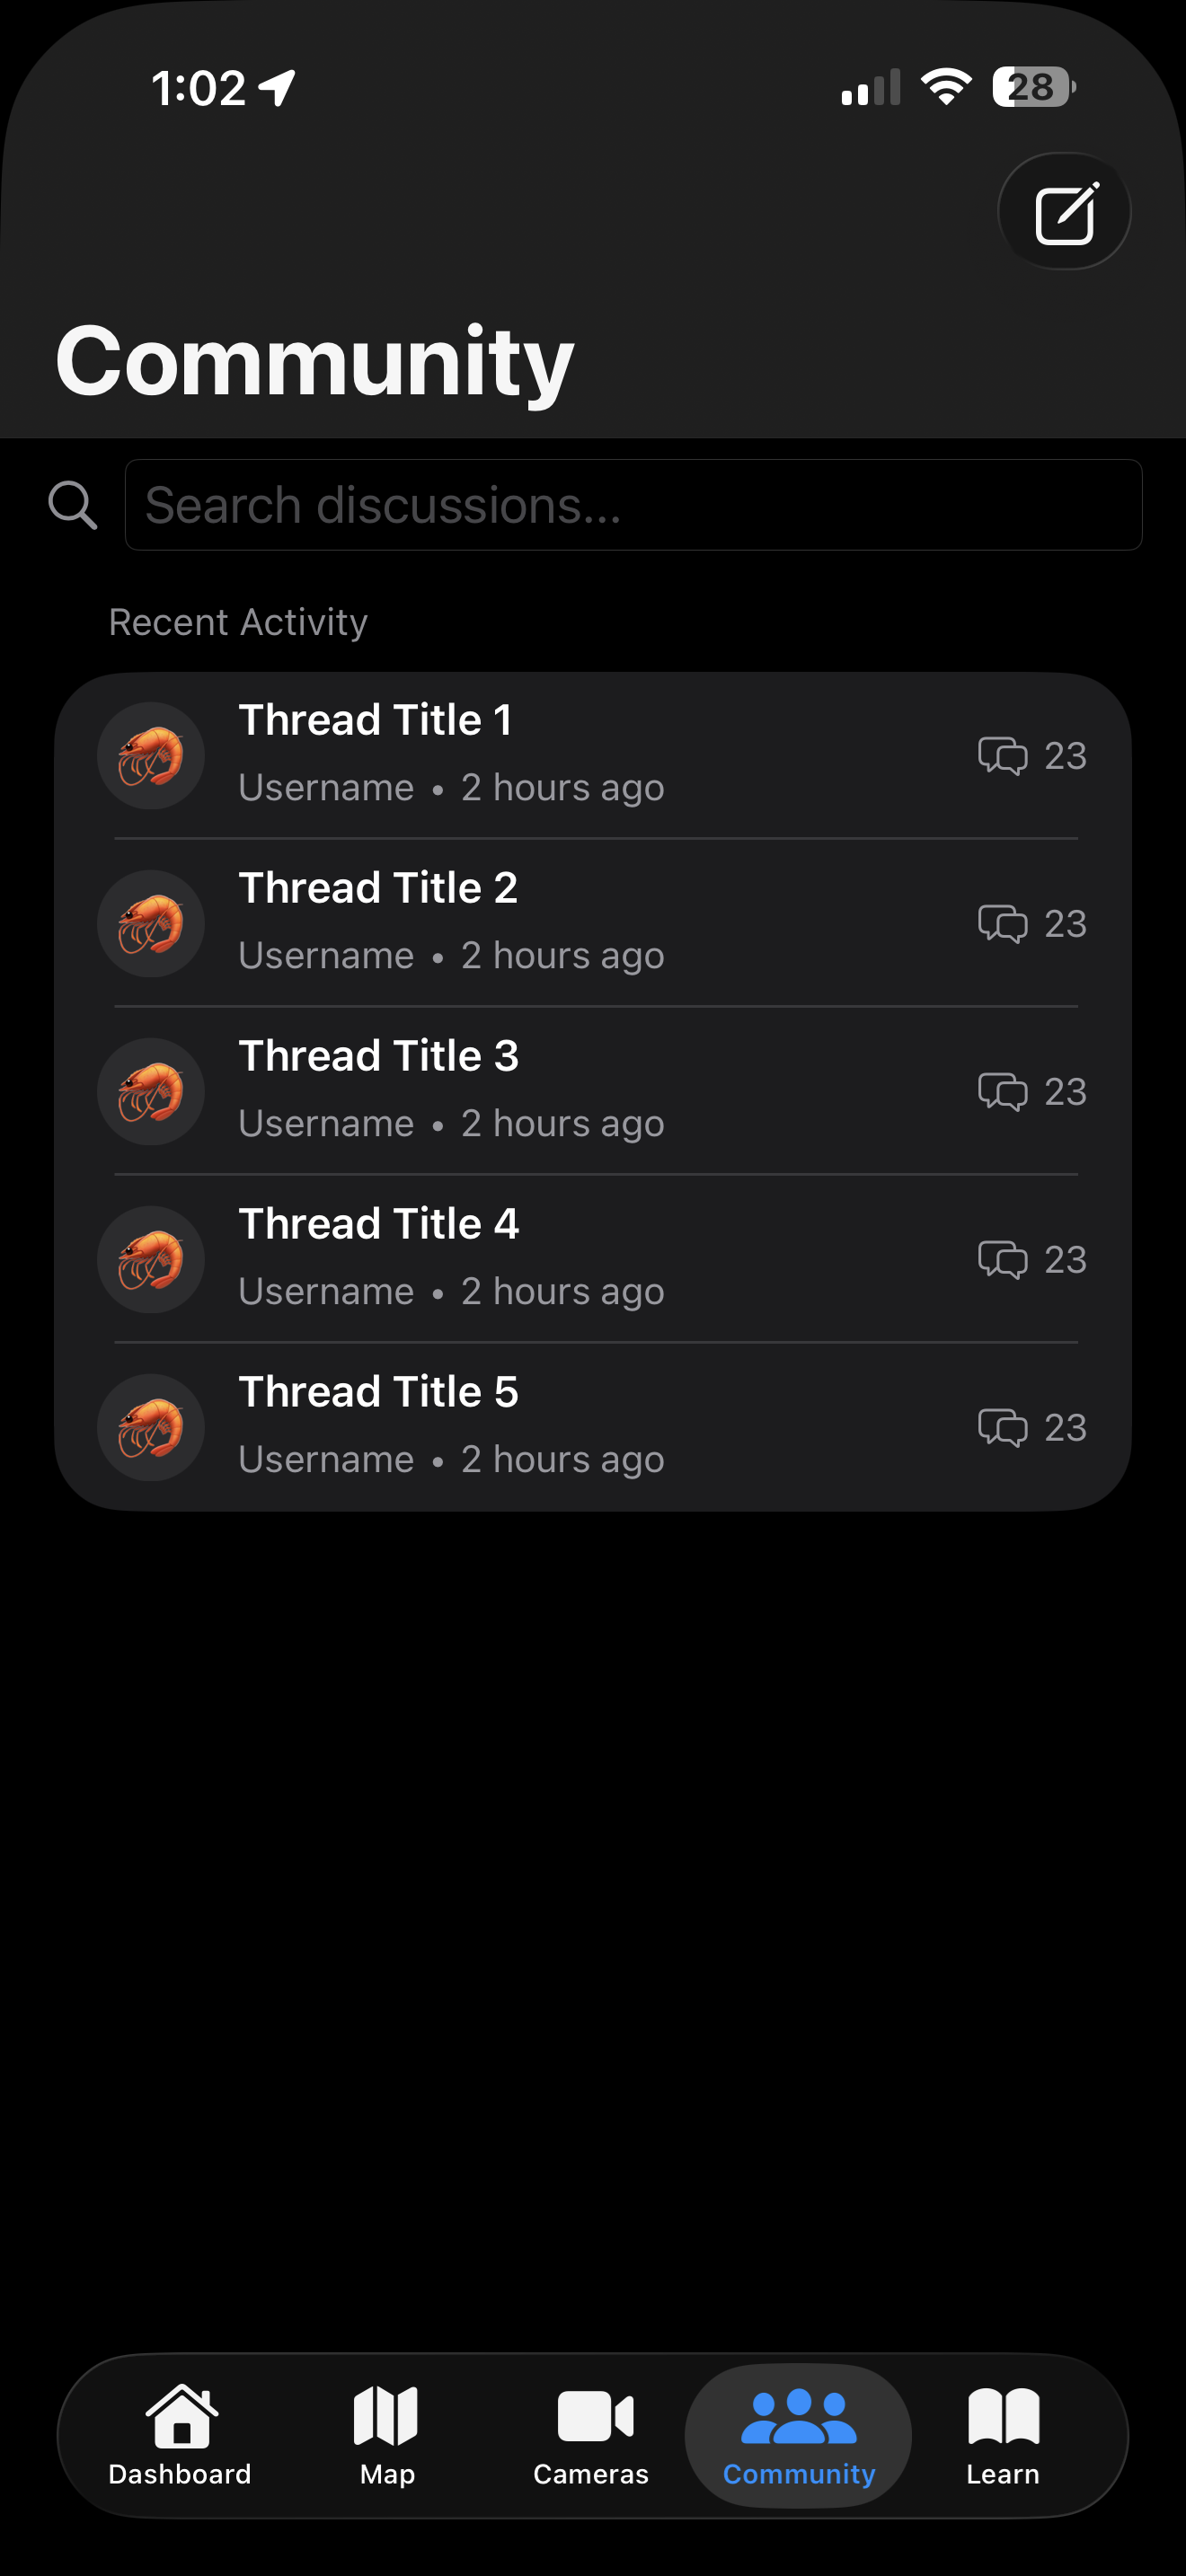 1:02
28
Community
Search discussions...
Recent Activity
Thread Title 1
Username • 2 hours ago
23
Thread Title 2
Username • 2 hours ago
23
Thread Title 3
Username • 2 hours ago
23
Thread Title 4
Username • 2 hours ago
23
Thread Title 5
Username • 2 hours ago
23
Dashboard
Map
Cameras
Community
Learn